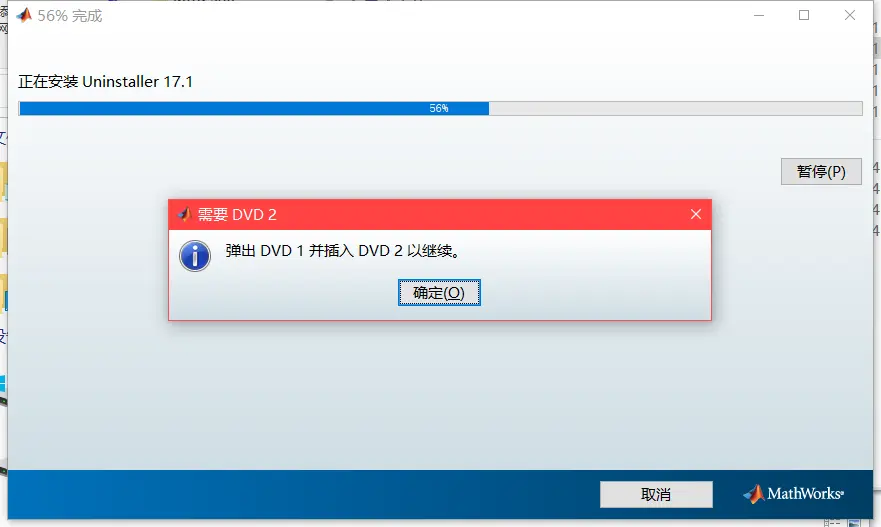 56% 完成
正在安装 Uninstaller 17.1
56%
暂停(P)
需要 DVD 2
弹出 DVD 1 并插入 DVD 2 以继续。
确定(O)
取消
MathWorks®